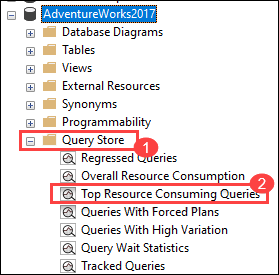 AdventureWorks2017
Database Diagrams
Tables
Views
External Resources
Synonyms
Programmability
Query Store
1
Regressed Queries
Overall Resource Consumption
2
Top Resource Consuming Queries
Queries With Forced Plans
Queries With High Variation
Query Wait Statistics
Tracked Queries